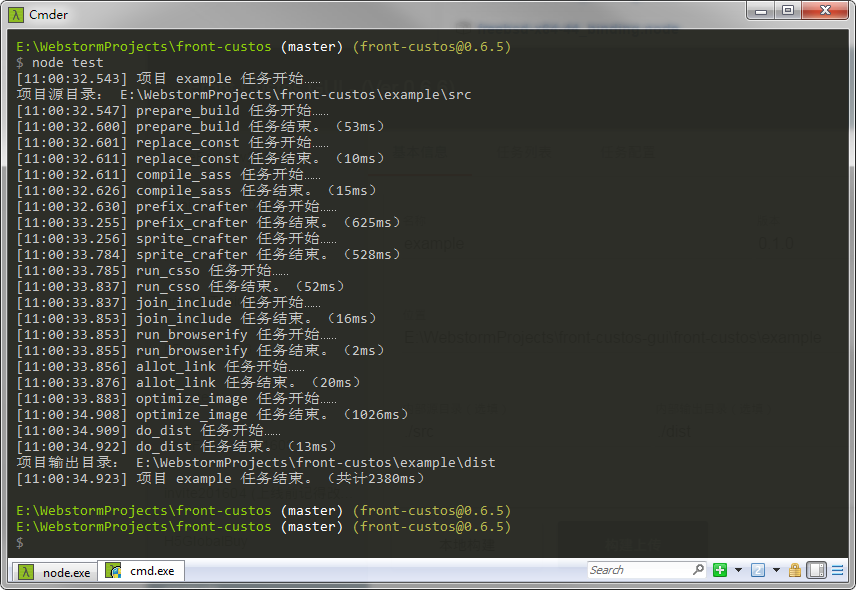 Cmder
E:\WebstormProjects\front-custos (master) (front-custos@0.6.5)
$ node test
[11:00:32.543] 项目 example 任务开始……
项目源目录： E:\WebstormProjects\front-custos\example\src
[11:00:32.547] prepare_build 任务开始……
[11:00:32.600] prepare_build 任务结束。（53ms）
[11:00:32.601] replace_const 任务开始……
[11:00:32.611] replace_const 任务结束。（10ms）
[11:00:32.611] compile_sass 任务开始……
[11:00:32.626] compile_sass 任务结束。（15ms）
[11:00:32.630] prefix_crafter 任务开始……
[11:00:33.255] prefix_crafter 任务结束。（625ms）
[11:00:33.256] sprite_crafter 任务开始……
[11:00:33.784] sprite_crafter 任务结束。（528ms）
[11:00:33.785] run_csso 任务开始……
[11:00:33.837] run_csso 任务结束。（52ms）
[11:00:33.837] join_include 任务开始……
[11:00:33.853] join_include 任务结束。（16ms）
[11:00:33.853] run_browserify 任务开始……
[11:00:33.855] run_browserify 任务结束。（2ms）
[11:00:33.856] allot_link 任务开始……
[11:00:33.876] allot_link 任务结束。（20ms）
[11:00:33.883] optimize_image 任务开始……
[11:00:34.908] optimize_image 任务结束。（1026ms）
[11:00:34.909] do_dist 任务开始……
[11:00:34.922] do_dist 任务结束。（13ms）
项目输出目录： E:\WebstormProjects\front-custos\example\dist
[11:00:34.923] 项目 example 任务结束。（共计2380ms）
E:\WebstormProjects\front-custos (master) (front-custos@0.6.5)
E:\WebstormProjects\front-custos (master) (front-custos@0.6.5)
$
node.exe
cmd.exe
Search